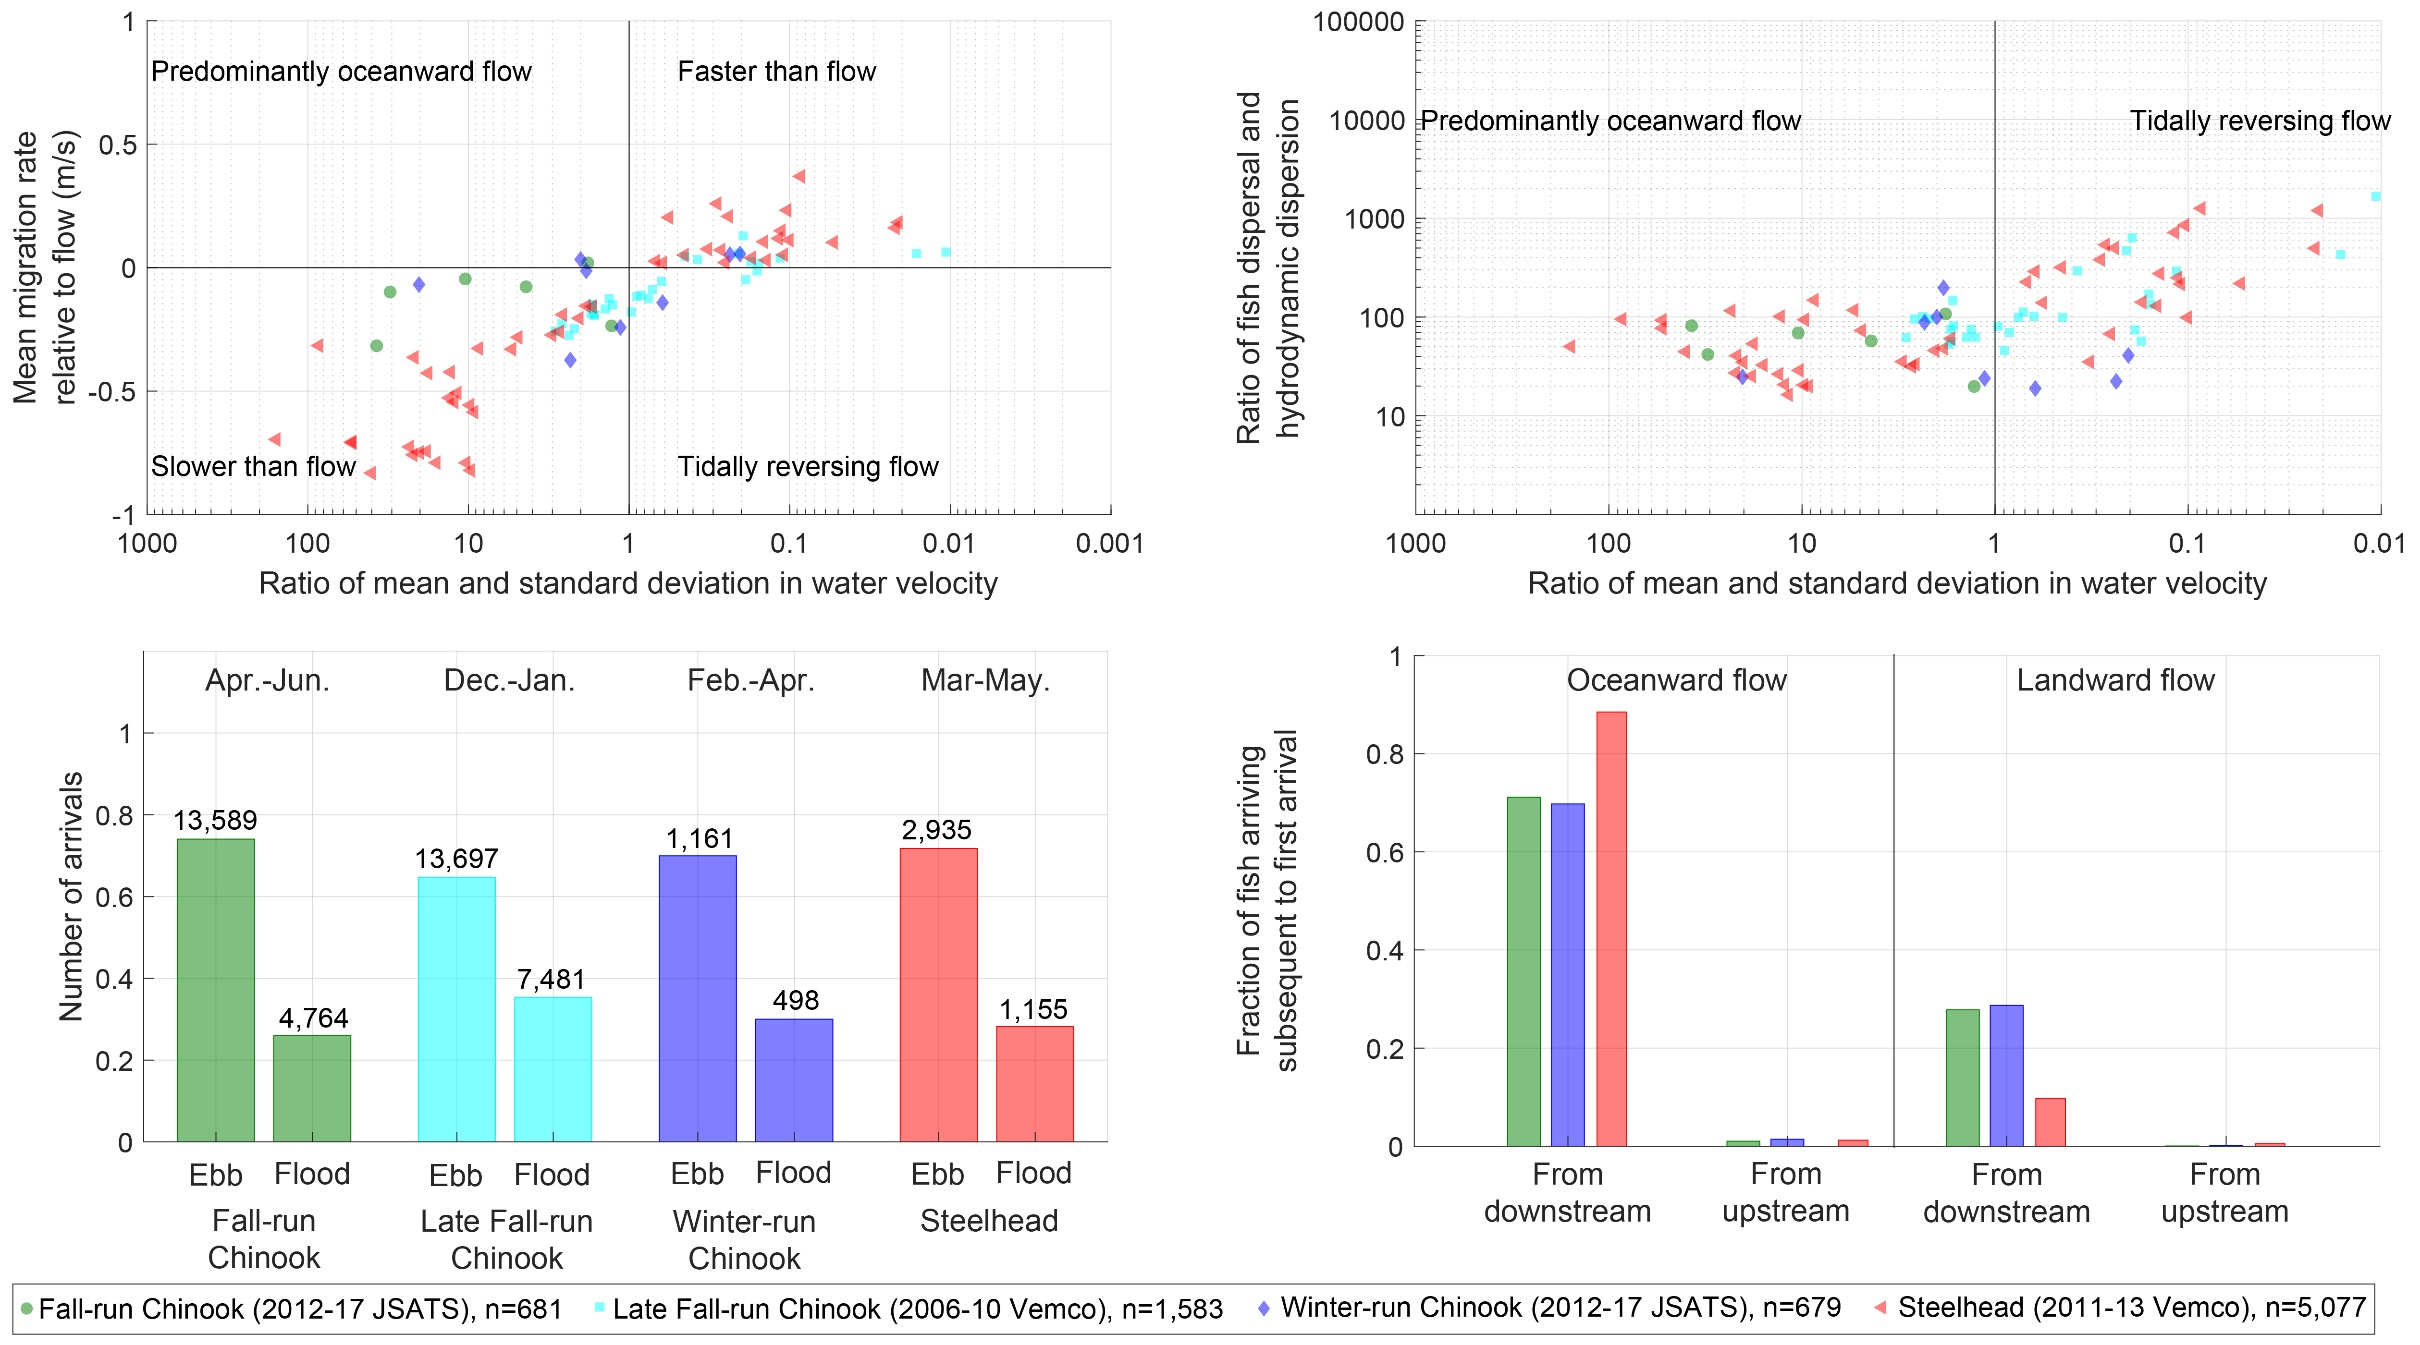 1
0.5
0
-0.5
-1
Mean migration rate
relative to flow (m/s)
Predominantly oceanward flow
Faster than flow
Slower than flow
Tidally reversing flow
1000 100 10 1 0.1 0.01 0.001
Ratio of mean and standard deviation in water velocity
100000
10000
1000
100
10
Ratio of fish dispersal and
hydrodynamic dispersion
Predominantly oceanward flow
Tidally reversing flow
1000 100 10 1 0.1 0.01
Ratio of mean and standard deviation in water velocity
Apr.-Jun. Dec.-Jan. Feb.-Apr. Mar-May.
1
0.8
0.6
0.4
0.2
0
Number of arrivals
13,589
4,764
13,697
7,481
1,161
498
2,935
1,155
Ebb Flood Ebb Flood Ebb Flood Ebb Flood
Fall-run
Chinook
Late Fall-run
Chinook
Winter-run
Chinook
Steelhead
1
0.8
0.6
0.4
0.2
0
Fraction of fish arriving
subsequent to first arrival
Oceanward flow
Landward flow
From
downstream
From
upstream
From
downstream
From
upstream
Fall-run Chinook (2012-17 JSATS), n=681 Late Fall-run Chinook (2006-10 Vemco), n=1,583 Winter-run Chinook (2012-17 JSATS), n=679 Steelhead (2011-13 Vemco), n=5,077